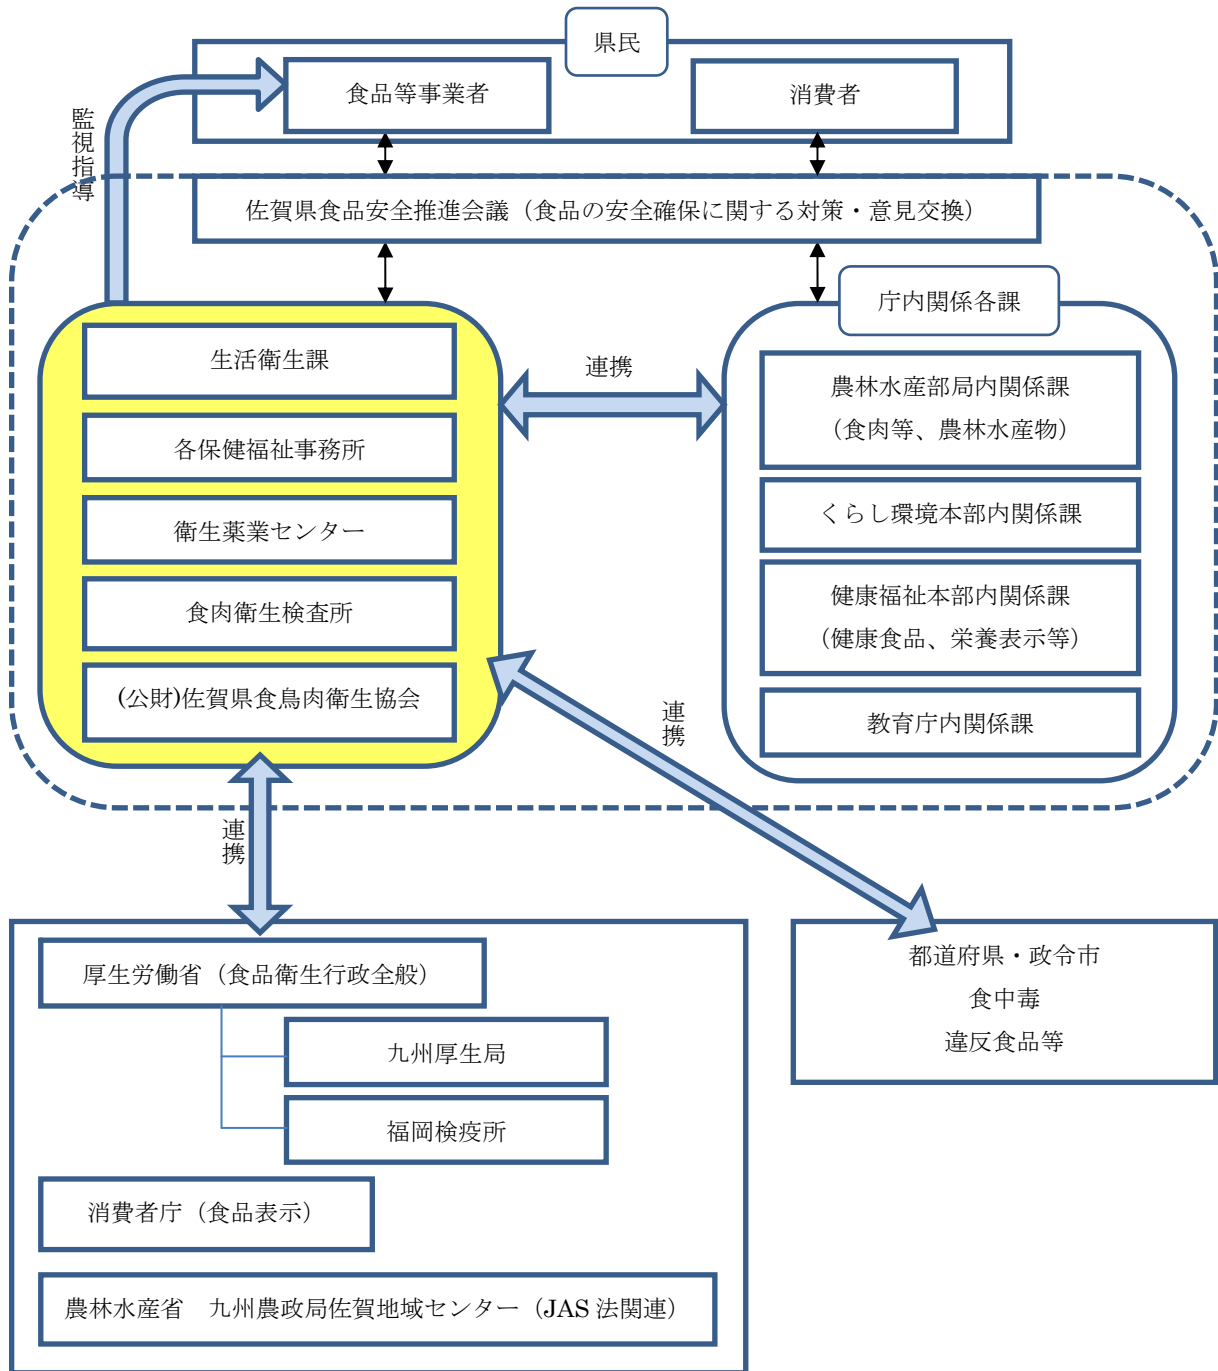 県民
食品等事業者
消費者
監視指導
佐賀県食品安全推進会議（食品の安全確保に関する対策・意見交換）
庁内関係各課
生活衛生課
各保健福祉事務所
衛生薬業センター
食肉衛生検査所
(公財)佐賀県食鳥肉衛生協会
連携
農林水産部局内関係課
（食肉等、農林水産物）
くらし環境本部内関係課
健康福祉本部内関係課
（健康食品、栄養表示等）
教育庁内関係課
連携
連携
厚生労働省（食品衛生行政全般）
九州厚生局
福岡検疫所
消費者庁（食品表示）
農林水産省　九州農政局佐賀地域センター（JAS 法関連）
都道府県・政令市
食中毒
違反食品等